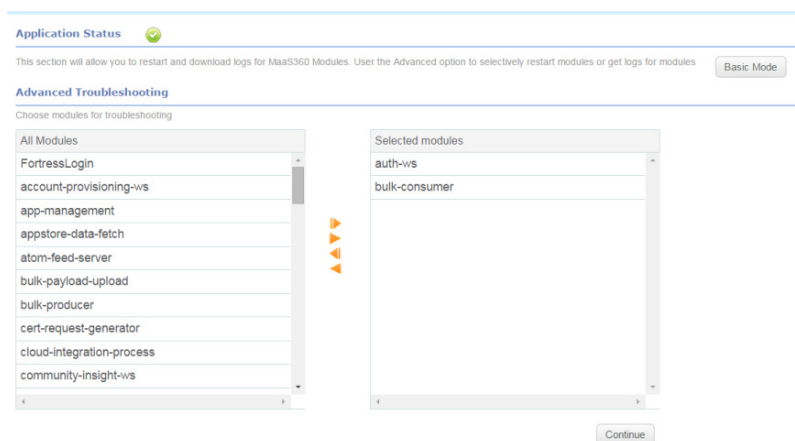 Application Status
This section will allow you to restart and download logs for MaaS360 Modules. User the Advanced option to selectively restart modules or get logs for modules
Basic Mode
Advanced Troubleshooting
Choose modules for troubleshooting
All Modules
FortressLogin
account-provisioning-ws
app-management
appstore-data-fetch
atom-feed-server
bulk-payload-upload
bulk-producer
cert-request-generator
cloud-integration-process
community-insight-ws
Selected modules
auth-ws
bulk-consumer
Continue